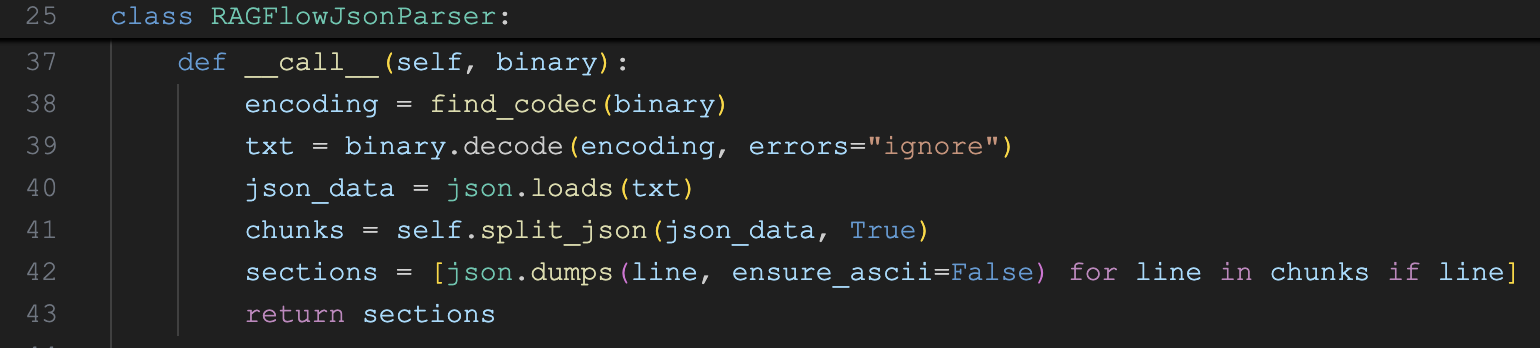 25 class RAGFlowJsonParser:
37 def __call__(self, binary):
38 encoding = find_codec(binary)
39 txt = binary.decode(encoding, errors="ignore")
40 json_data = json.loads(txt)
41 chunks = self.split_json(json_data, True)
42 sections = [json.dumps(line, ensure_ascii=False) for line in chunks if line]
43 return sections